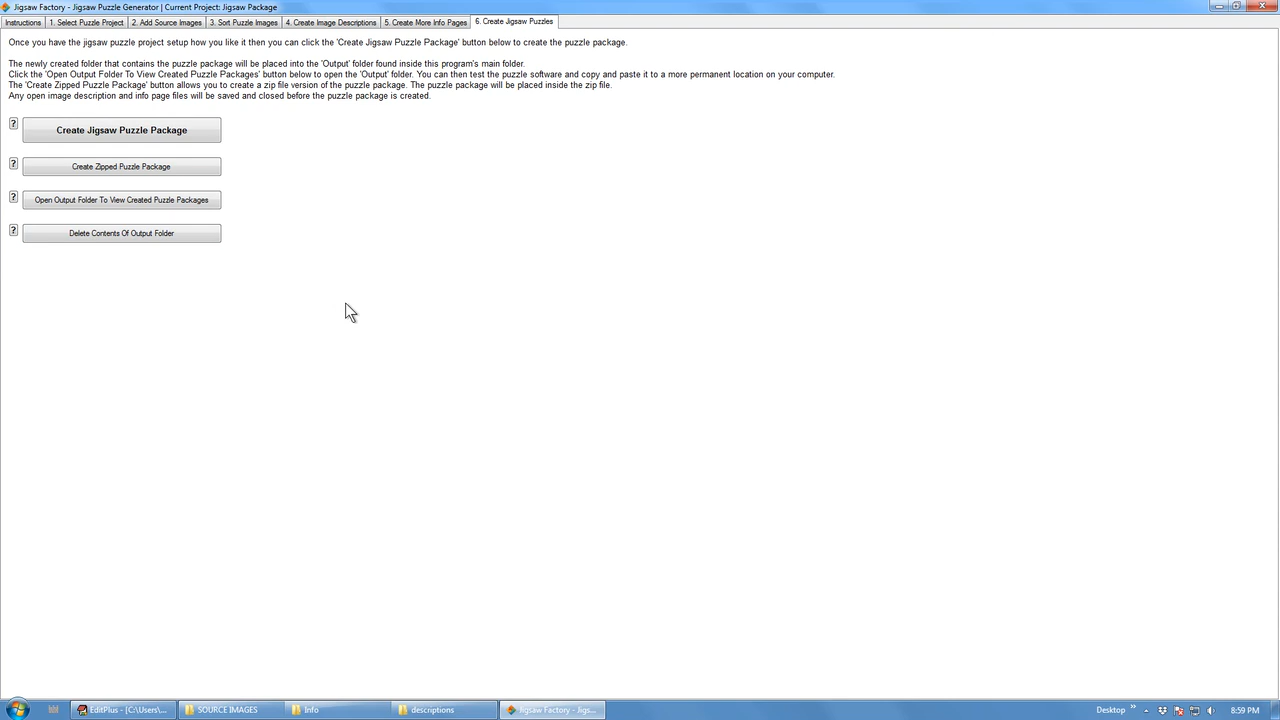 Jigsaw Factory - Jigsaw Puzzle Generator | Current Project: Jigsaw Package
Instructions 1. Select Puzzle Project 2. Add Source Images 3. Sort Puzzle Images 4. Create Image Descriptions 5. Create More Info Pages 6. Create Jigsaw Puzzles
Once you have the jigsaw puzzle project setup how you like it then you can click the 'Create Jigsaw Puzzle Package' button below to create the puzzle package.
The newly created folder that contains the puzzle package will be placed into the 'Output' folder found inside this program's main folder.
Click the 'Open Output Folder To View Created Puzzle Packages' button below to open the 'Output' folder. You can then test the puzzle software and copy and paste it to a more permanent location on your computer.
The 'Create Zipped Puzzle Package' button allows you to create a zip file version of the puzzle package. The puzzle package will be placed inside the zip file.
Any open image description and info page files will be saved and closed before the puzzle package is created.
? Create Jigsaw Puzzle Package
? Create Zipped Puzzle Package
? Open Output Folder To View Created Puzzle Packages
? Delete Contents Of Output Folder
EditPlus - [C:\Users\... SOURCE IMAGES Info descriptions Jigsaw Factory - Jigs... Desktop » 8:59 PM